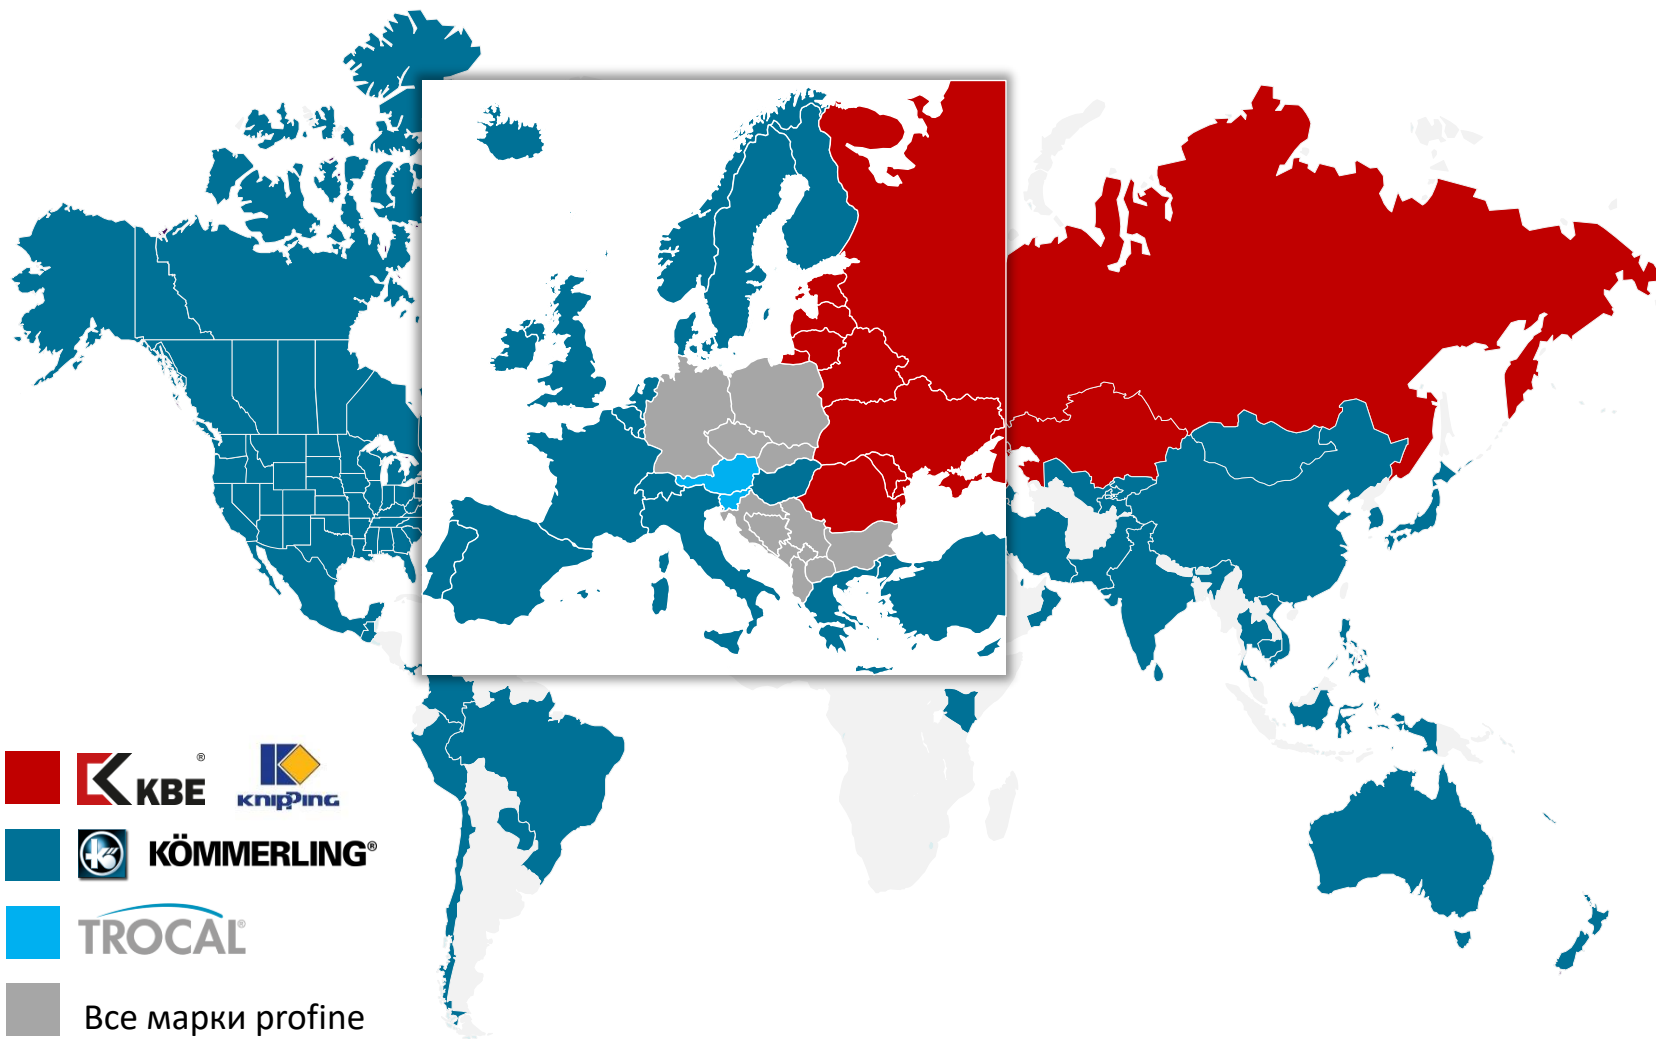 KBE®
KNIPPING
KÖMMERLING®
TROCAL®
Все марки profine